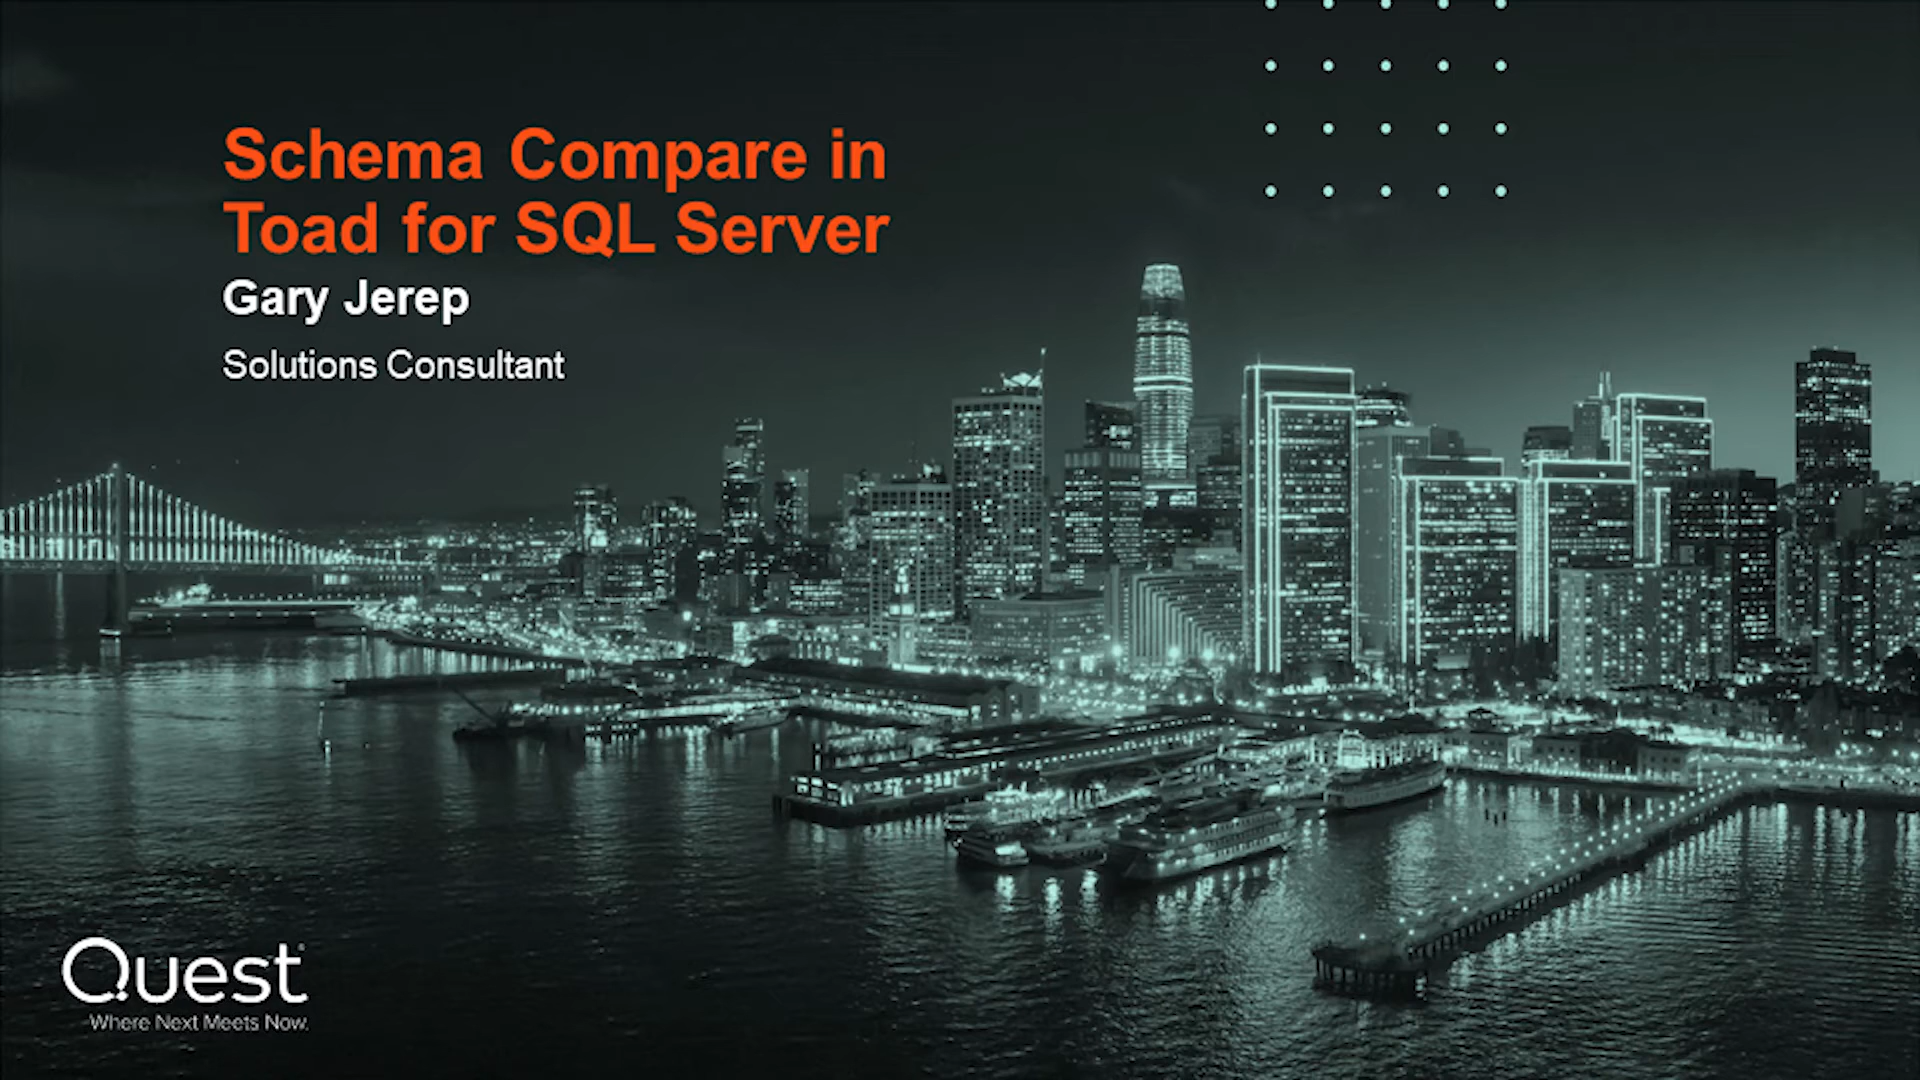 Schema Compare in
Toad for SQL Server
Gary Jerep
Solutions Consultant
Quest
Where Next Meets Now.